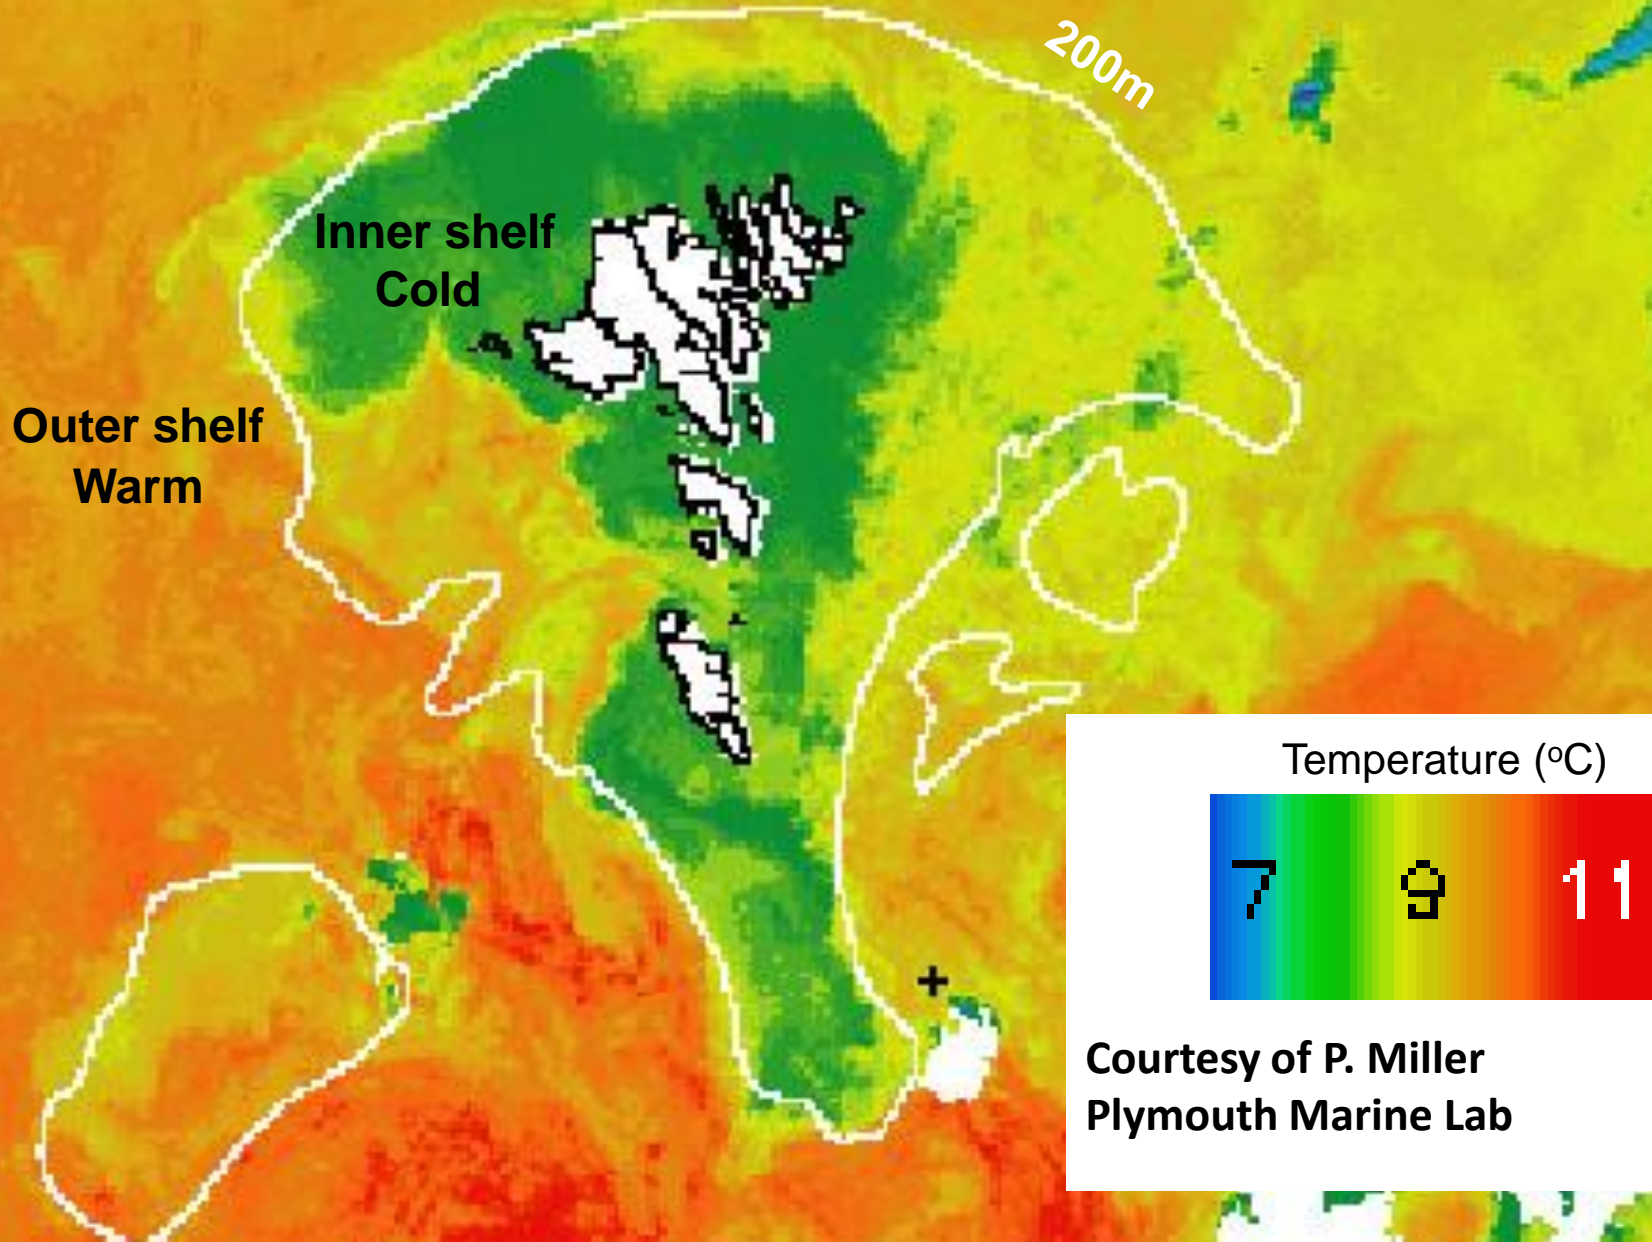 200m
Inner shelf
Cold
Outer shelf
Warm
Temperature (ºC)
7 9 11
Courtesy of P. Miller
Plymouth Marine Lab